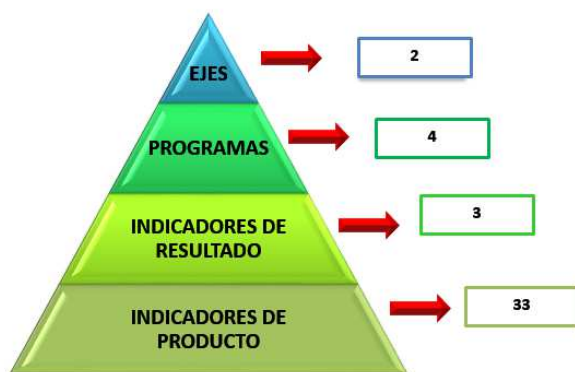 EJES
2
PROGRAMAS
4
INDICADORES DE
RESULTADO
3
INDICADORES DE
PRODUCTO
33